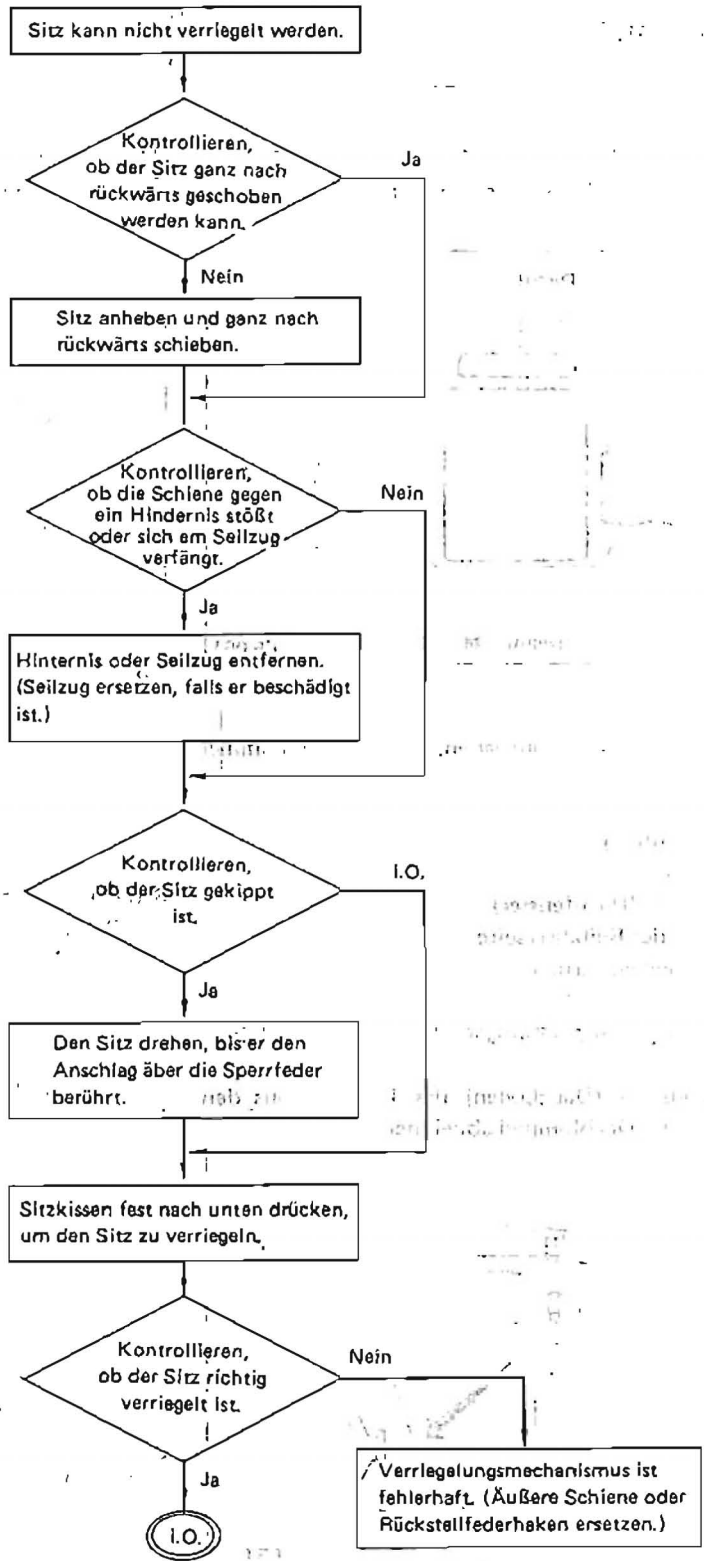 Sitz kann nicht verriegelt werden.
Kontrollieren,
ob der Sitz ganz nach
rückwärts geschoben
werden kann.
Ja
Nein
Sitz anheben und ganz nach
rückwärts schieben.
Kontrollieren,
ob die Schiene gegen
ein Hindernis stößt
oder sich em Seilzug
verfängt.
Nein
Ja
Hinternis oder Seilzug entfernen.
(Seilzug ersetzen, falls er beschädigt
ist.)
Kontrollieren,
ob der Sitz gekippt
ist.
I.O.
Ja
Den Sitz drehen, bis er den
Anschlag äber die Sperrfeder
berührt.
Sitzkissen fest nach unten drücken,
um den Sitz zu verriegeln.
Kontrollieren,
ob der Sitz richtig
verriegelt ist.
Nein
Ja
Verriegelungsmechanismus ist
fehlerhaft. (Äußere Schiene oder
Rückstellfederhaken ersetzen.)
I.O.